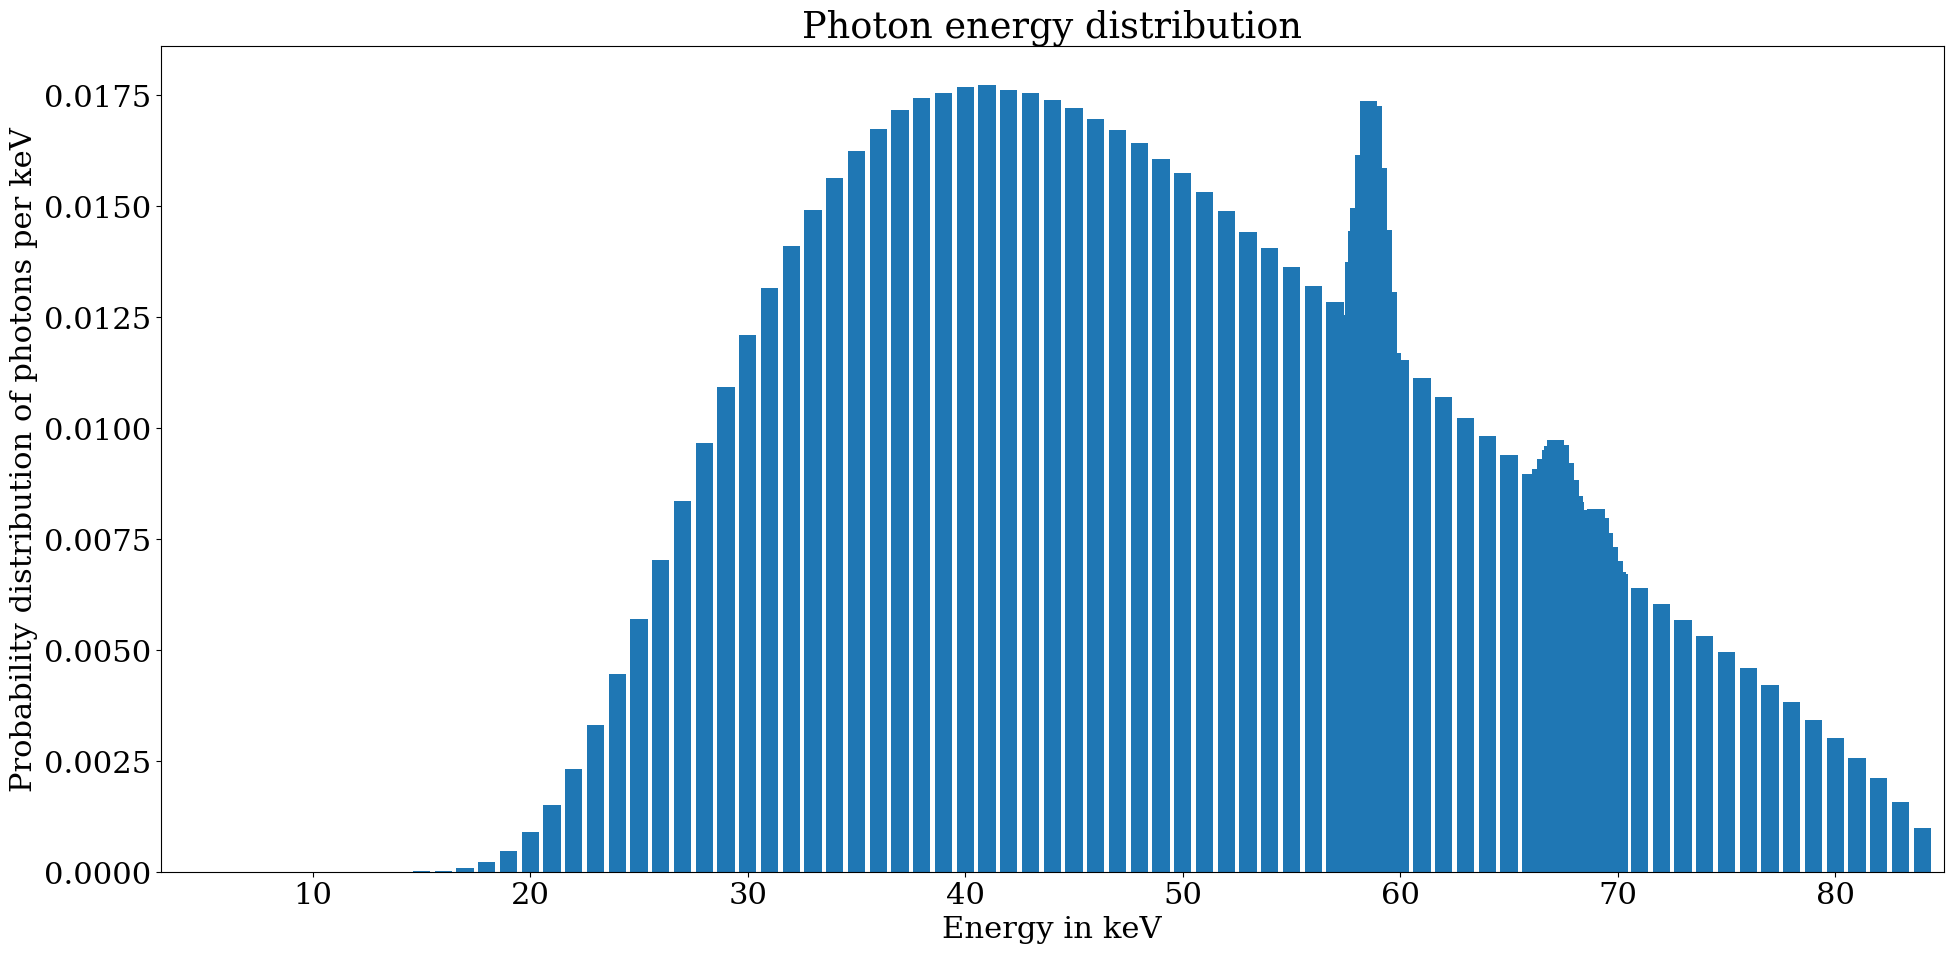 Photon energy distribution
Probability distribution of photons per keV
0.0175
0.0150
0.0125
0.0100
0.0075
0.0050
0.0025
0.0000
10 20 30 40 50 60 70 80
Energy in keV